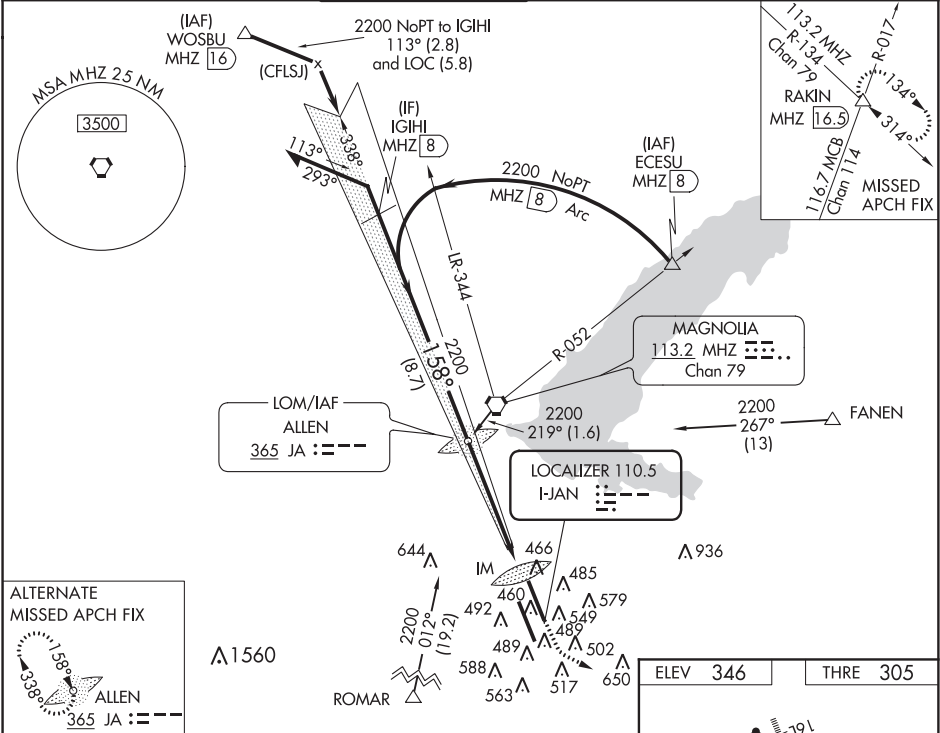 (IAF)
WOSBU
MHZ 16
2200 NoPT to IGIHI
113° (2.8)
and LOC (5.8)
(CFLSJ)
x
MSA MHZ 25 NM
3500
(IF)
IGIHI
MHZ 8
338°
113°
293°
2200 NoPT
MHZ 8 Arc
(IAF)
ECESU
MHZ 8
113.2 MHZ
R-134
Chan 79
R-017
RAKIN
MHZ 16.5
134°
314°
116.7 MCB
Chan 114
MISSED
APCH FIX
LR-344
R-052
2200
158°
(8.7)
MAGNOLIA
113.2 MHZ
Chan 79
LOM/IAF
ALLEN
365 JA
2200
219° (1.6)
2200
267°
(13)
FANEN
LOCALIZER 110.5
I-JAN
644
IM
466
936
485
460
579
492
549
489
489
502
588
563
517
650
2200
012°
(19.2)
ROMAR
1560
ALTERNATE
MISSED APCH FIX
158°
338°
ALLEN
365 JA
ELEV 346
THRE 305
16L